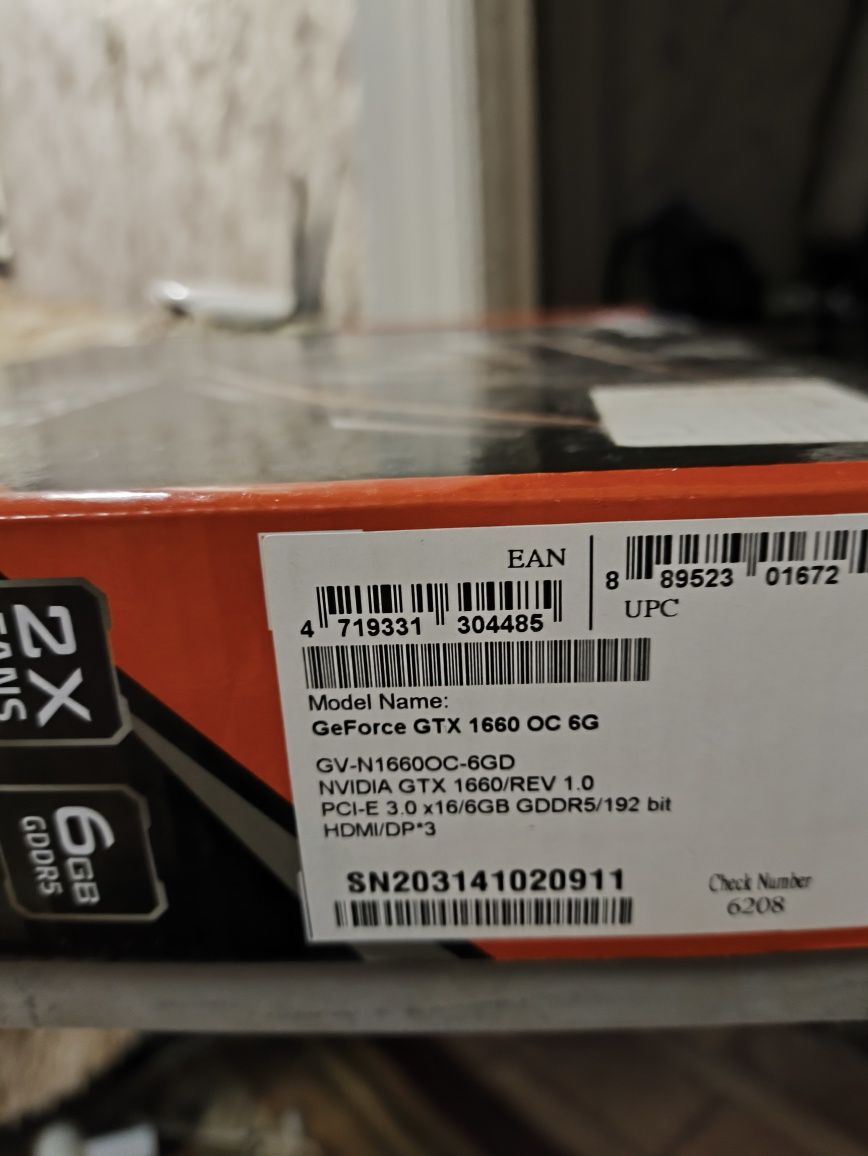 EAN
4 719331 304485
8 89523 01672
UPC
Model Name:
GeForce GTX 1660 OC 6G
GV-N1660OC-6GD
NVIDIA GTX 1660/REV 1.0
PCI-E 3.0 x16/6GB GDDR5/192 bit
HDMI/DP*3
SN203141020911
Check Number
6208
2X
FANS
6GB
GDDR5